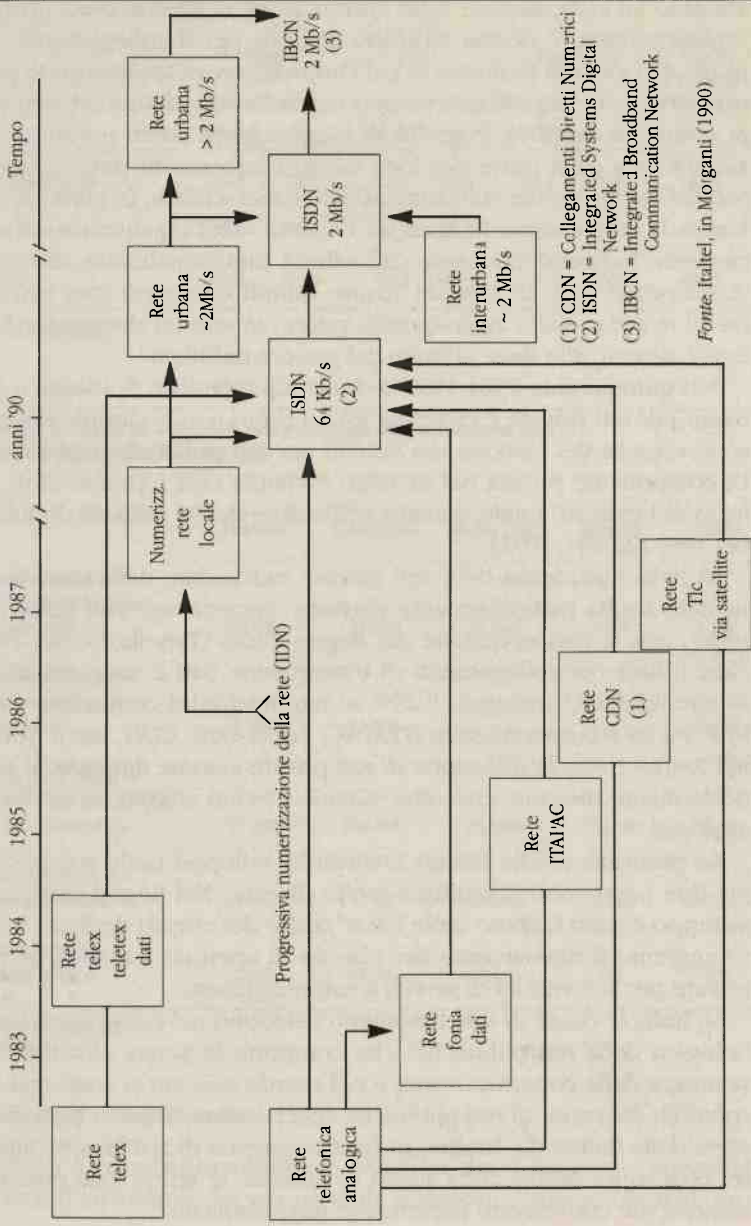 1983 1984 1985 1986 1987 anni '90 Tempo
Rete
telex
Rete
telex
teletex
dati
Numerizz.
rete
locale
Rete
urbana
~2Mb/s
Rete
urbana
> 2 Mb/s
Progressiva numerizzazione della rete (IDN)
Rete
telefonica
analogica
Rete
fonia
dati
Rete
ITAPAC
Rete
CDN
(1)
Rete
Tlc
via satellite
ISDN
64 Kb/s
(2)
Rete
interurbana
~ 2 Mb/s
ISDN
2 Mb/s
IBCN
2 Mb/s
(3)
(1) CDN = Collegamenti Diretti Numerici
(2) ISDN = Integrated Systems Digital
Network
(3) IBCN = Integrated Broadband
Communication Network
Fonte: Italtel, in Morganti (1990)